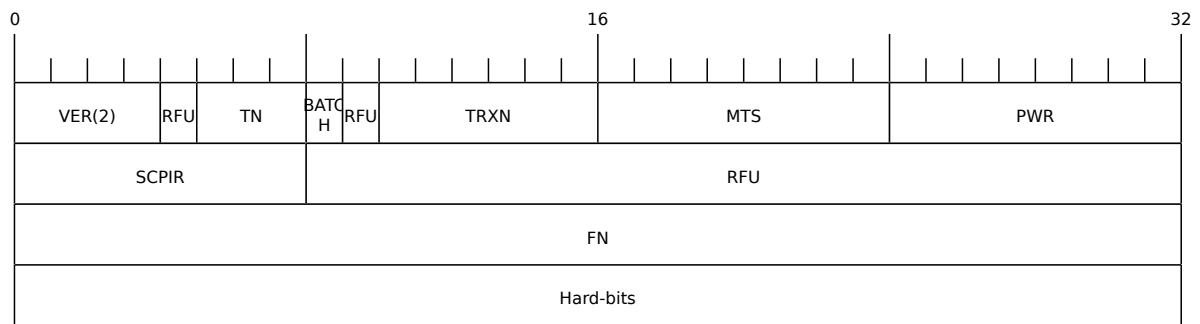 0 16 32
VER(2) RFU TN BATC
H RFU TRXN MTS PWR
SCPIR RFU
FN
Hard-bits